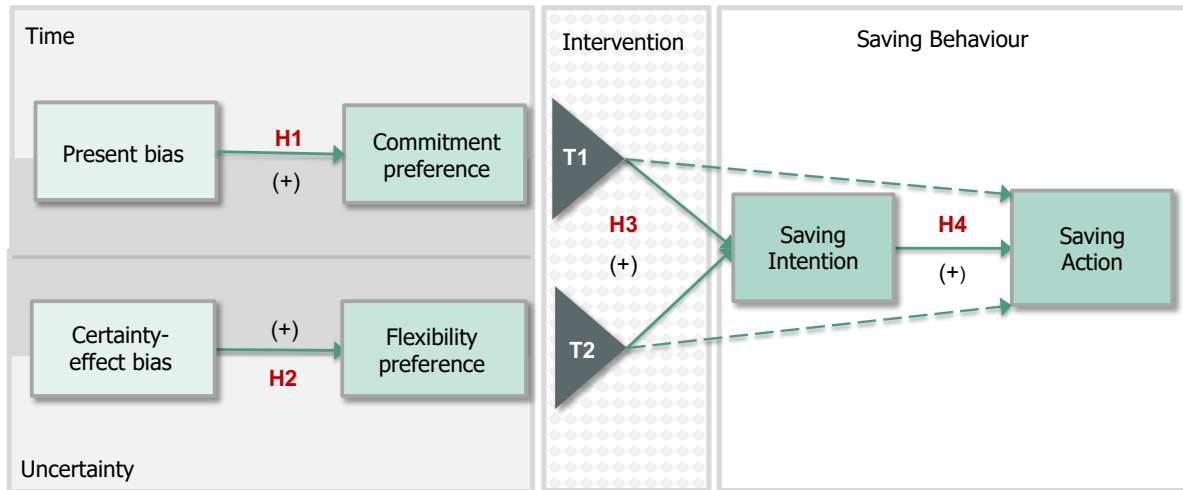 Time
Intervention
Saving Behaviour
Present bias
H1
(+)
Commitment
preference
T1
H3
(+)
Saving
Intention
H4
(+)
Saving
Action
Certainty-
effect bias
(+)
H2
Flexibility
preference
T2
Uncertainty